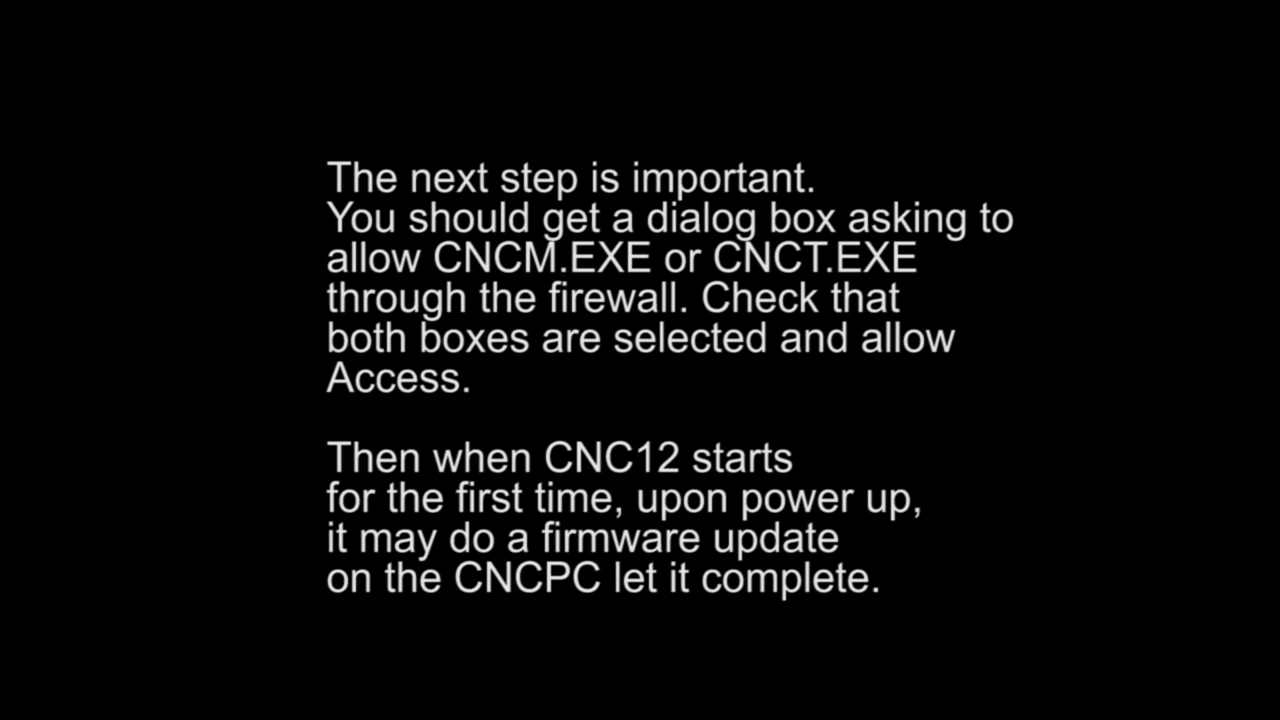 The next step is important.
You should get a dialog box asking to
allow CNCM.EXE or CNCT.EXE
through the firewall. Check that
both boxes are selected and allow
Access.
Then when CNC12 starts
for the first time, upon power up,
it may do a firmware update
on the CNCPC let it complete.